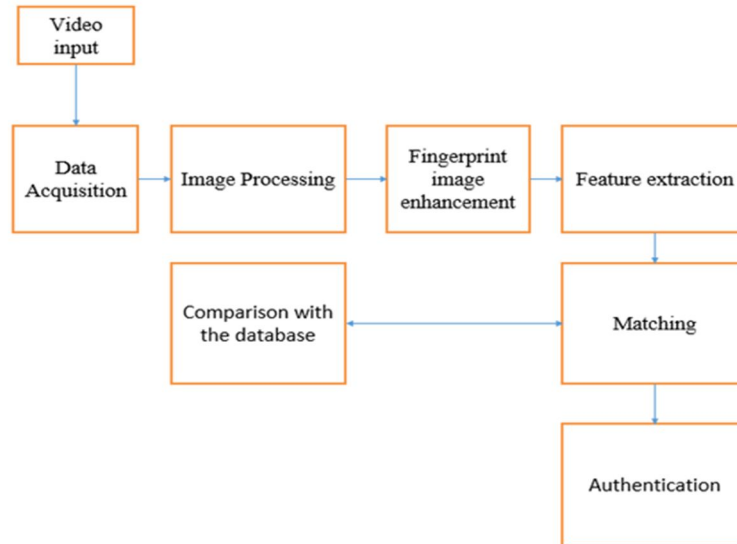 Video
input
Data
Acquisition
Image Processing
Fingerprint
image
enhancement
Feature extraction
Comparison with
the database
Matching
Authentication